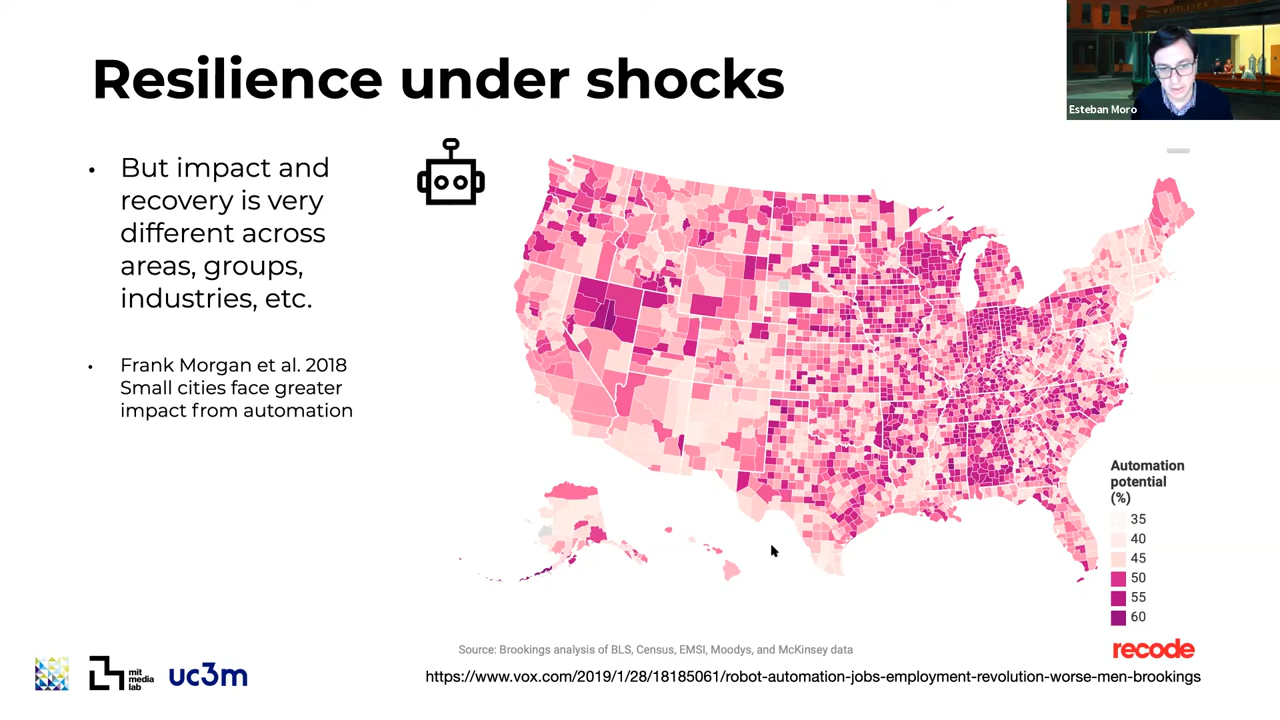 Resilience under shocks
Esteban Moro
• But impact and
recovery is very
different across
areas, groups,
industries, etc.
• Frank Morgan et al. 2018
Small cities face greater
impact from automation
Automation
potential
(%)
35
40
45
50
55
60
recode
Source: Brookings analysis of BLS, Census, EMSI, Moodys, and McKinsey data
https://www.vox.com/2019/1/28/18185061/robot-automation-jobs-employment-revolution-worse-men-brookings
mit
media
lab
uc3m